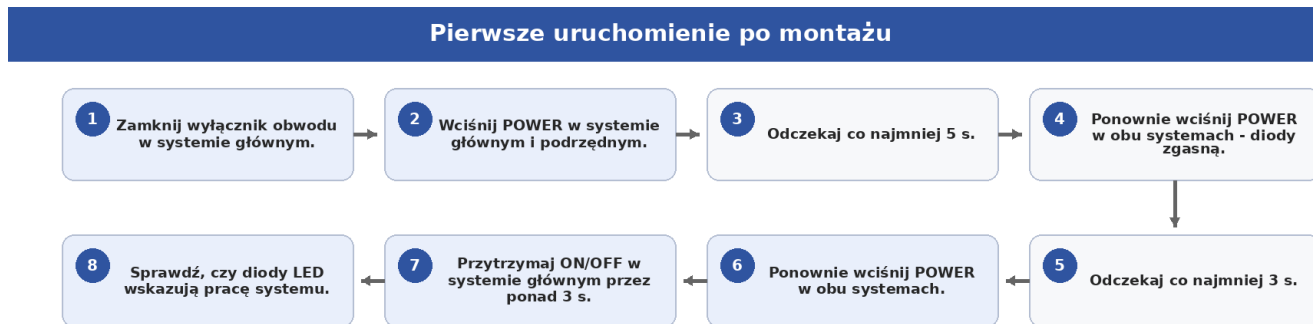 Pierwsze uruchomienie po montażu
1
Zamknij wyłącznik obwodu
w systemie głównym.
2
Wciśnij POWER w systemie
głównym i podrzędnym.
3
Odczekaj co najmniej 5 s.
4
Ponownie wciśnij POWER
w obu systemach - diody
zgasną.
5
Odczekaj co najmniej 3 s.
6
Ponownie wciśnij POWER
w obu systemach.
7
Przytrzymaj ON/OFF w
systemie głównym przez
ponad 3 s.
8
Sprawdź, czy diody LED
wskazują pracę systemu.